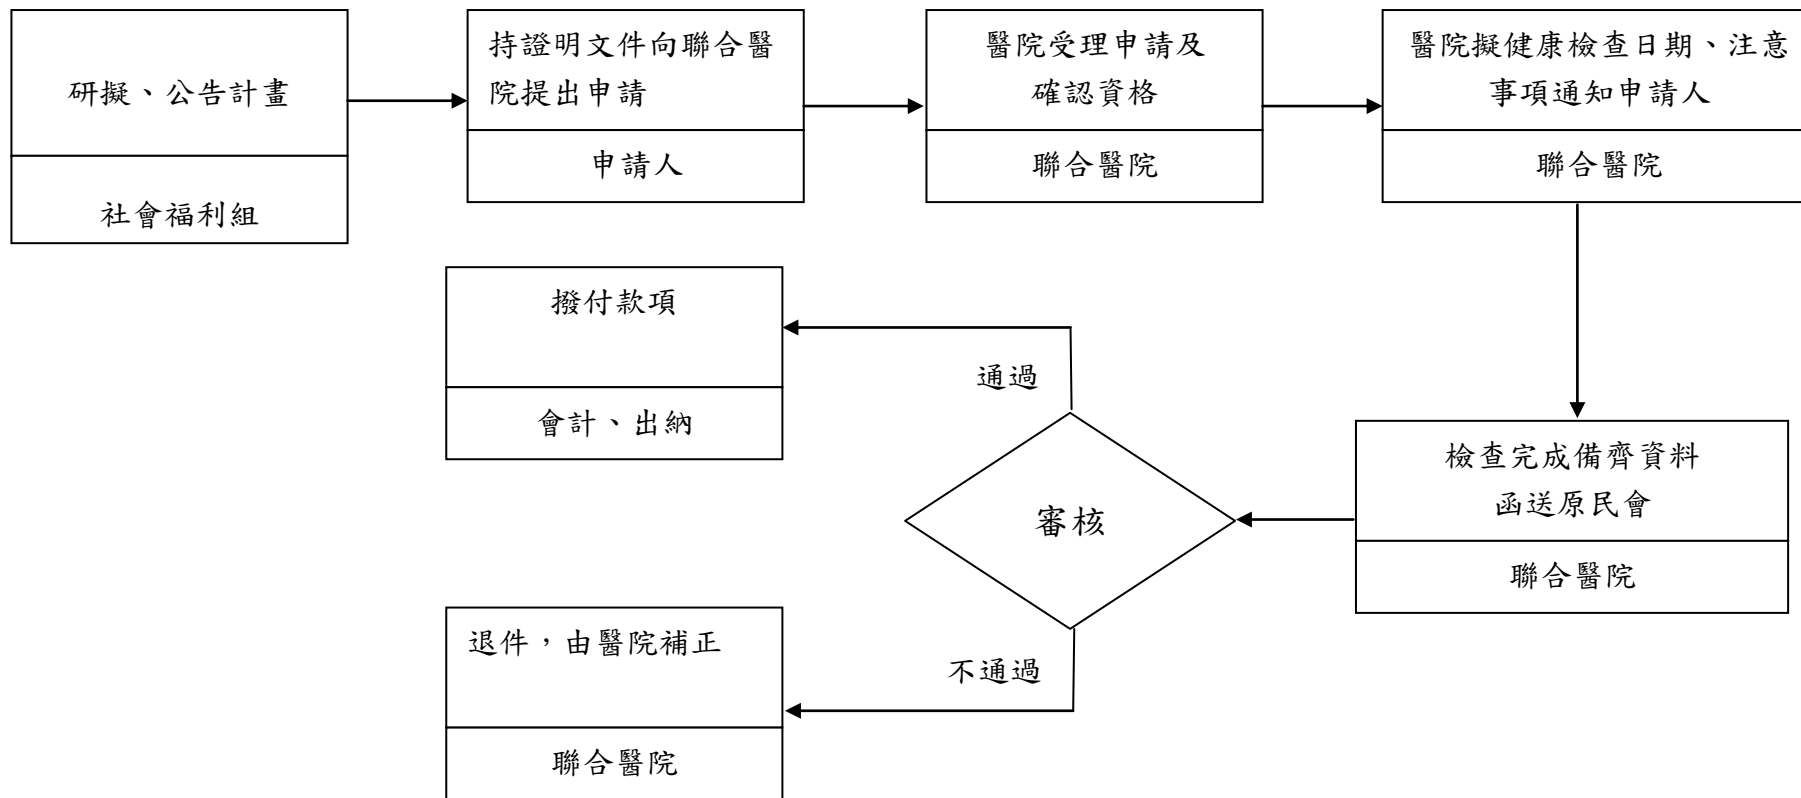 研擬、公告計畫
社會福利組
持證明文件向聯合醫
院提出申請
申請人
醫院受理申請及
確認資格
聯合醫院
醫院擬健康檢查日期、注意
事項通知申請人
聯合醫院
檢查完成備齊資料
函送原民會
聯合醫院
審核
通過
撥付款項
會計、出納
不通過
退件，由醫院補正
聯合醫院